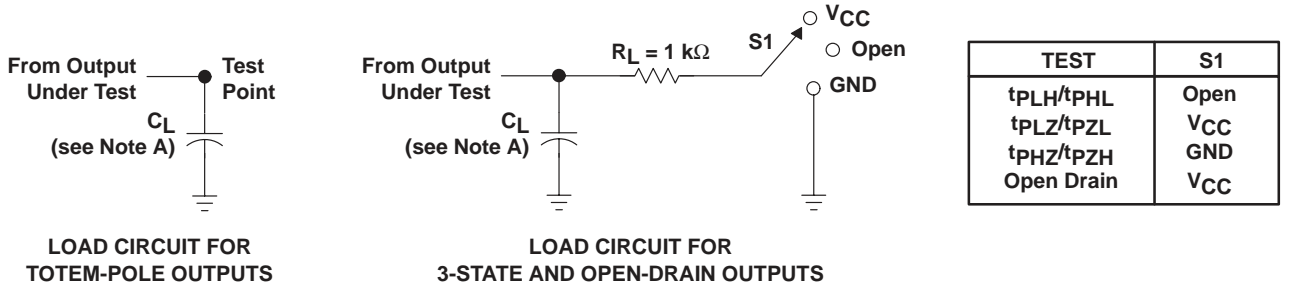 From Output
Under Test
Test
Point
CL
(see Note A)
LOAD CIRCUIT FOR
TOTEM-POLE OUTPUTS
From Output
Under Test
RL = 1 kΩ
S1
VCC
Open
GND
CL
(see Note A)
LOAD CIRCUIT FOR
3-STATE AND OPEN-DRAIN OUTPUTS
TEST S1
tPLH/tPHL Open
tPLZ/tPZL VCC
tPHZ/tPZH GND
Open Drain VCC